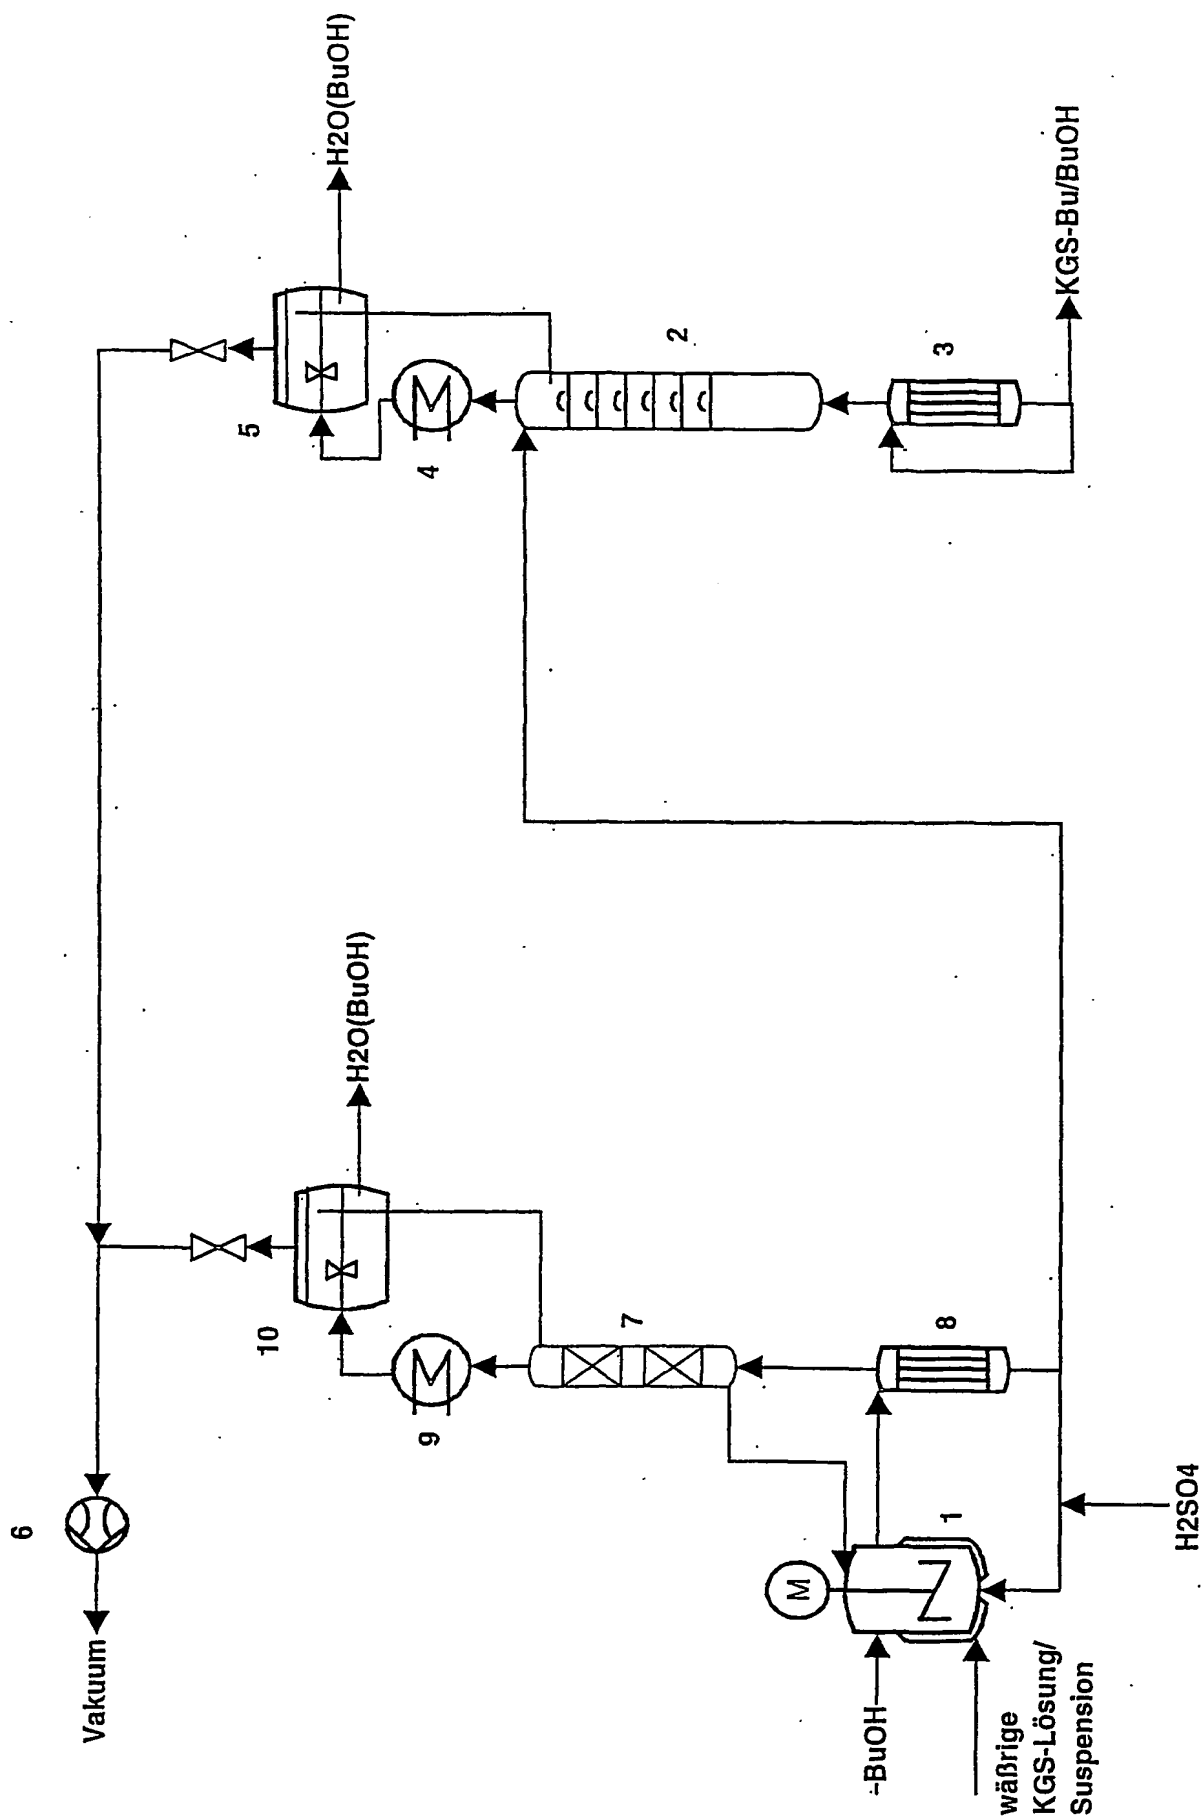 Vakuum
6
10
9
7
8
H2O(BuOH)
5
4
2
3
H2O(BuOH)
KGS-Bu/BuOH
M
1
-BuOH
wäßrige
KGS-Lösung/
Suspension
H2SO4